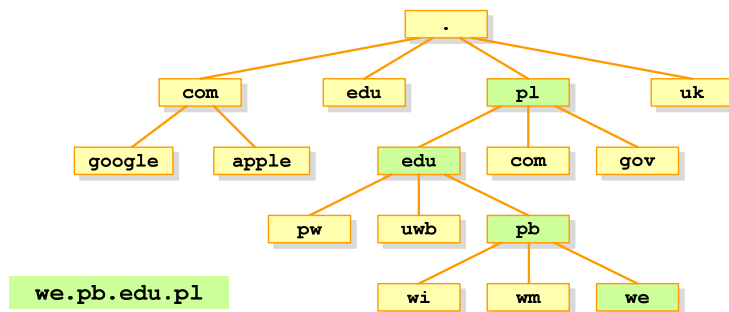 .
com edu pl uk
google apple edu com gov
pw uwb pb
we.pb.edu.pl wi wm we